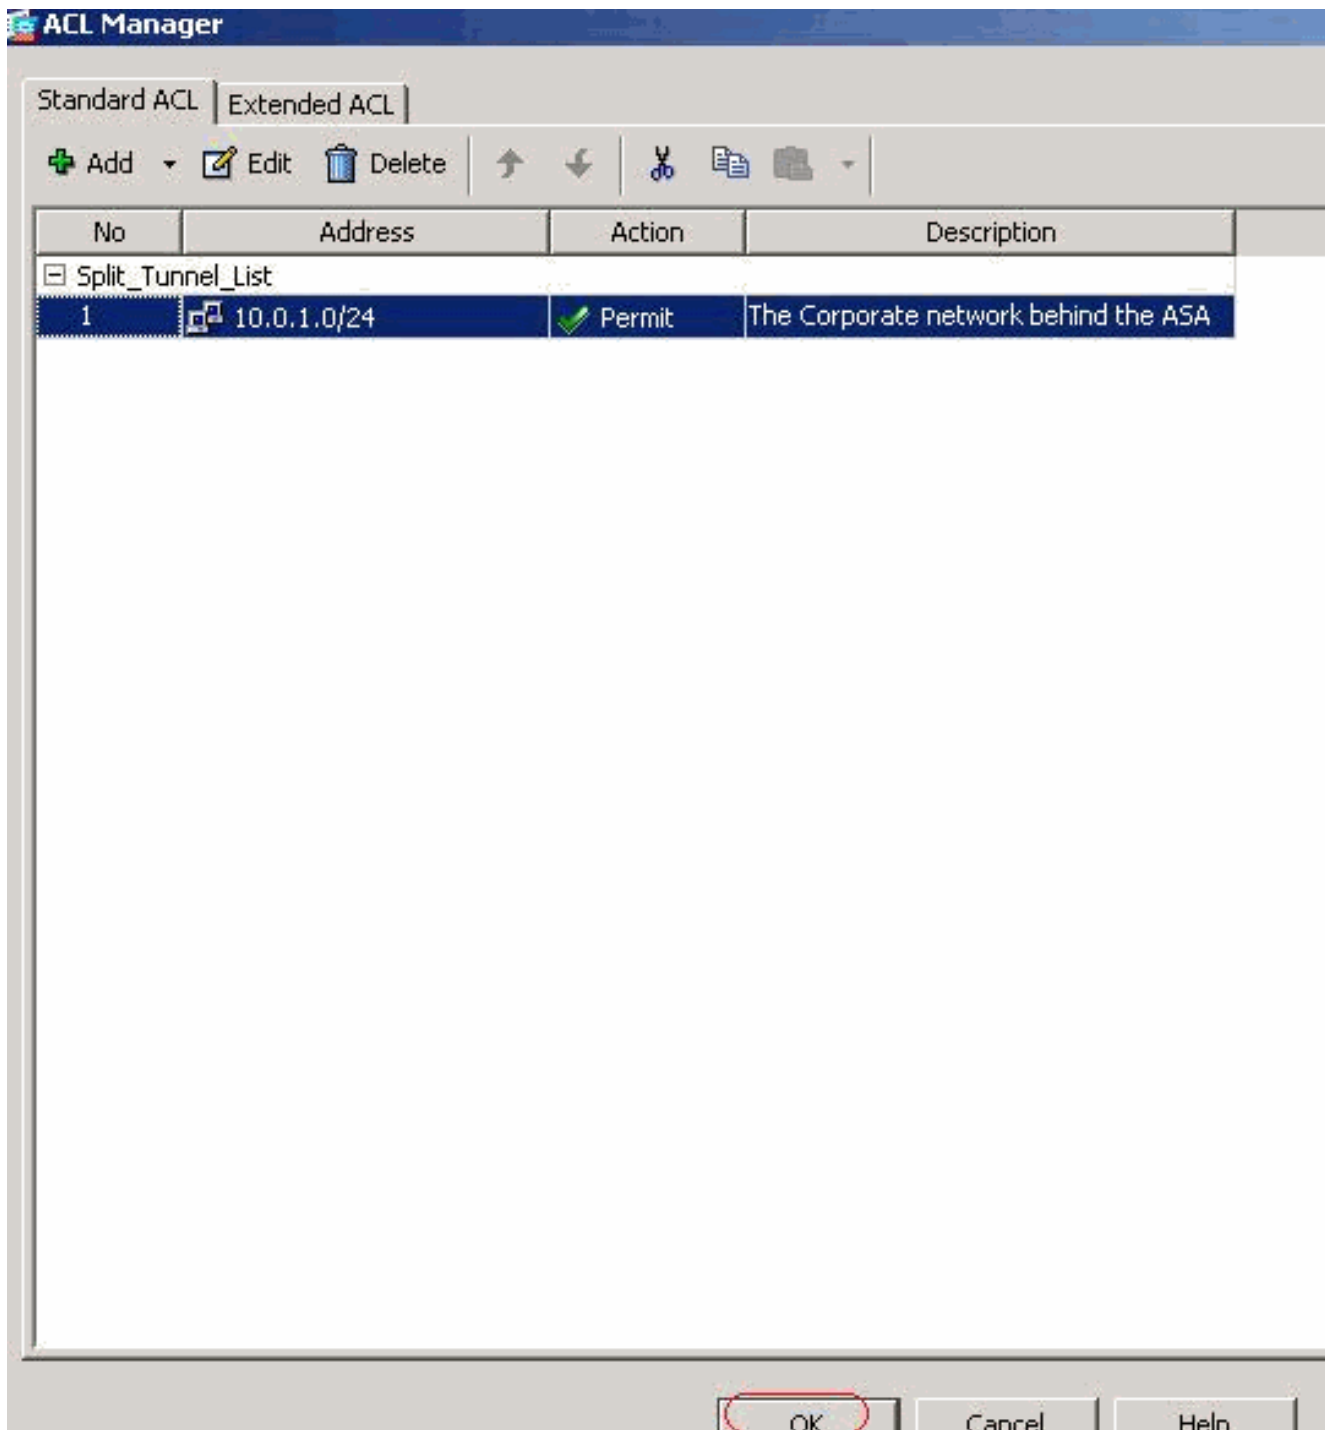 ACL Manager
Standard ACL Extended ACL
Add Edit Delete
No Address Action Description
Split_Tunnel_List
1 10.0.1.0/24 Permit The Corporate network behind the ASA
OK Cancel Help